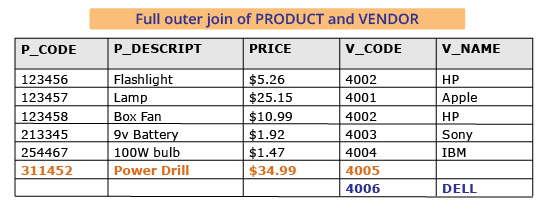 Full outer join of PRODUCT and VENDOR
P_CODE P_DESCRIPT PRICE V_CODE V_NAME
123456 Flashlight $5.26 4002 HP
123457 Lamp $25.15 4001 Apple
123458 Box Fan $10.99 4002 HP
213345 9v Battery $1.92 4003 Sony
254467 100W bulb $1.47 4004 IBM
311452 Power Drill $34.99 4005
4006 DELL